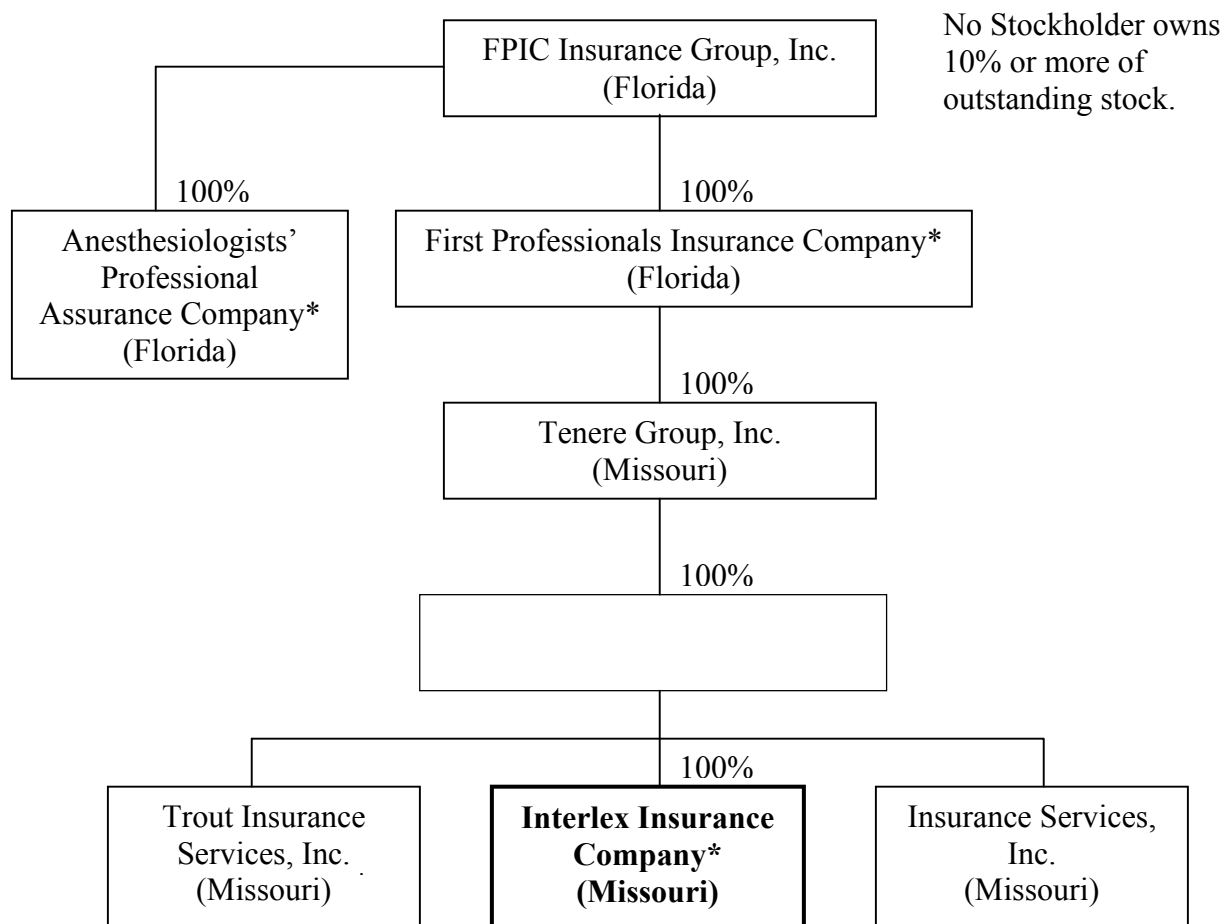 FPIC Insurance Group, Inc.
(Florida)
No Stockholder owns
10% or more of
outstanding stock.
100%
100%
Anesthesiologists’
Professional
Assurance Company*
(Florida)
First Professionals Insurance Company*
(Florida)
100%
Tenere Group, Inc.
(Missouri)
100%
100%
Trout Insurance
Services, Inc.
(Missouri)
Interlex Insurance
Company*
(Missouri)
Insurance Services,
Inc.
(Missouri)